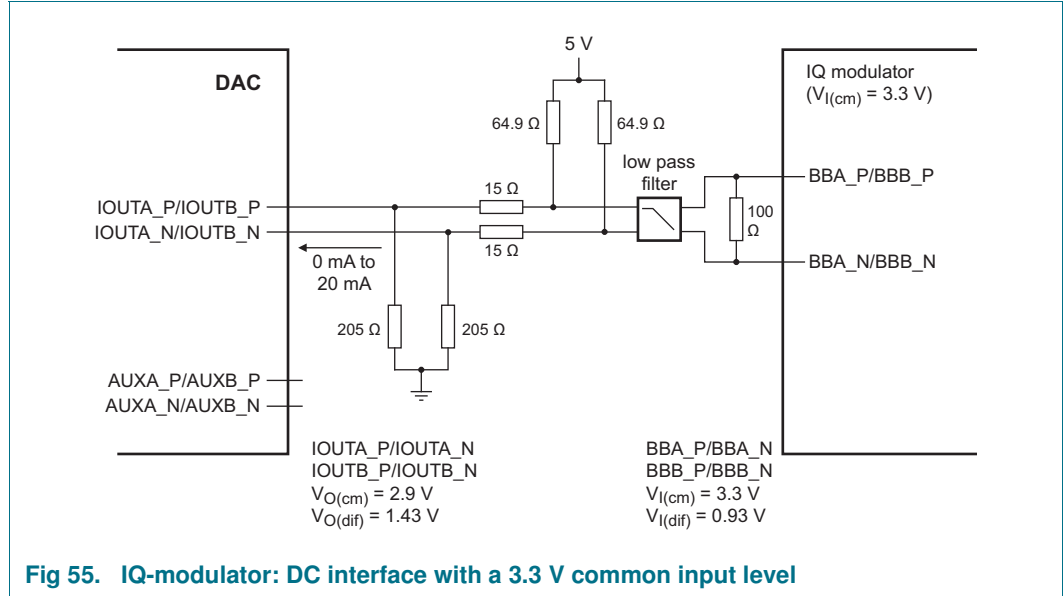 5 V
DAC
IQ modulator
(VI(cm) = 3.3 V)
64.9 Ω
64.9 Ω
low pass
filter
15 Ω
BBA_P/BBB_P
IOUTA_P/IOUTB_P
100
Ω
IOUTA_N/IOUTB_N
15 Ω
BBA_N/BBB_N
0 mA to
20 mA
205 Ω
205 Ω
AUXA_P/AUXB_P
AUXA_N/AUXB_N
IOUTA_P/IOUTA_N
IOUTB_P/IOUTB_N
VO(cm) = 2.9 V
VO(dif) = 1.43 V
BBA_P/BBA_N
BBB_P/BBB_N
VI(cm) = 3.3 V
VI(dif) = 0.93 V
Fig 55. IQ-modulator: DC interface with a 3.3 V common input level